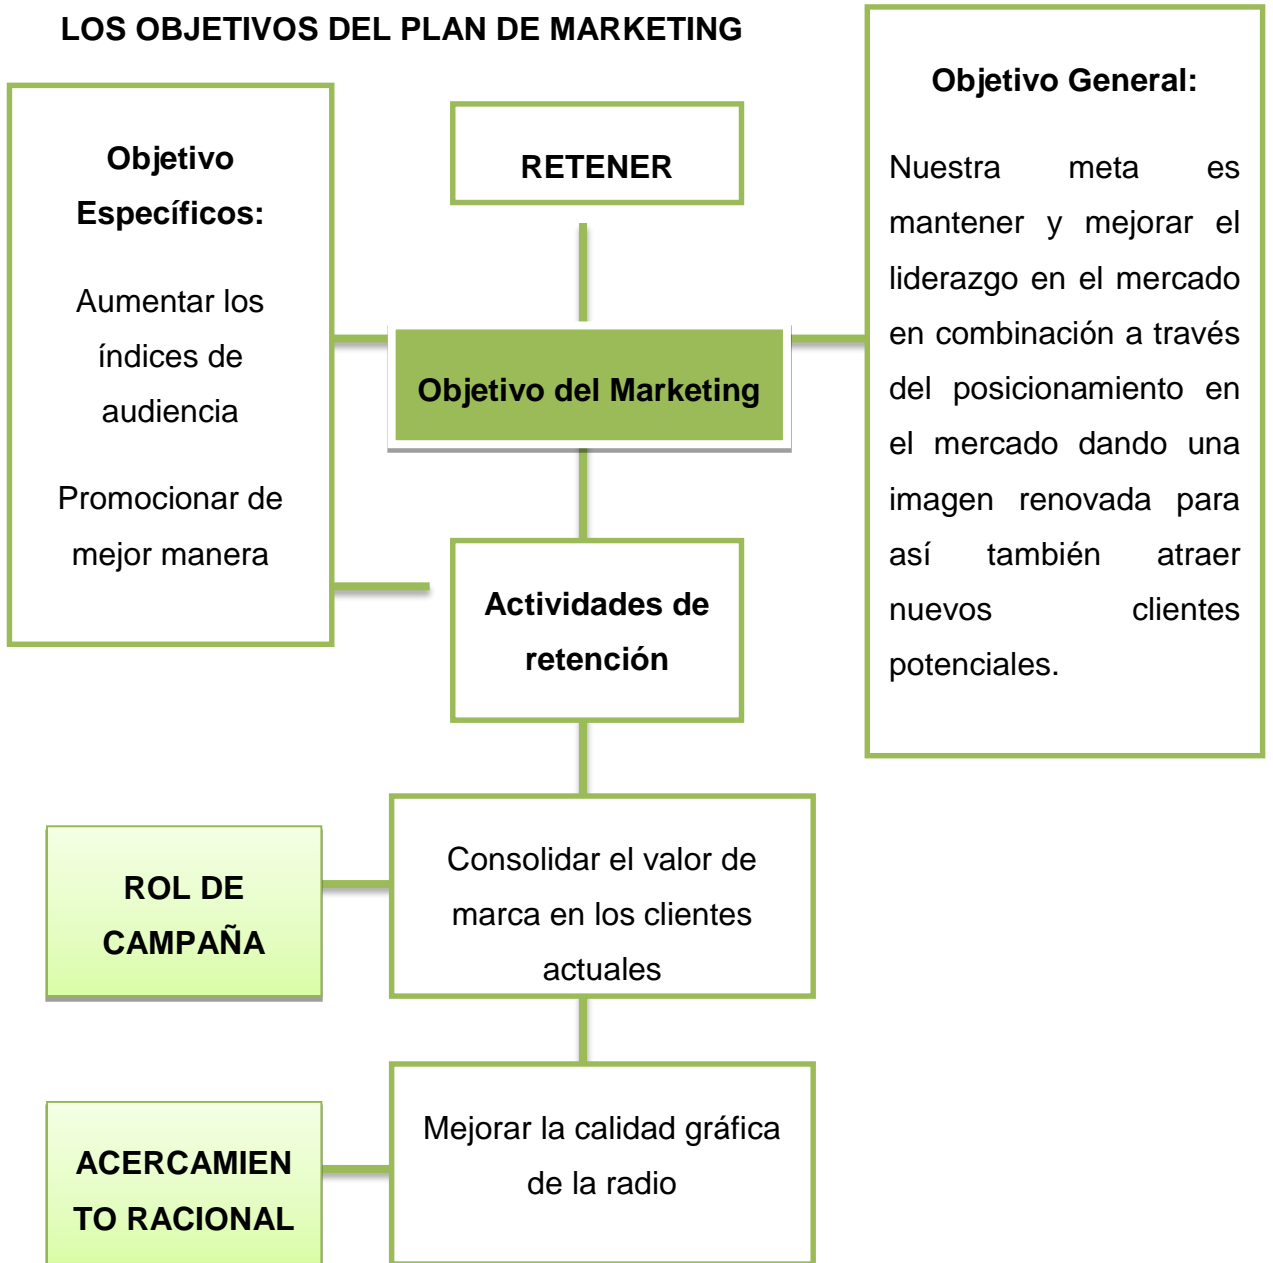 LOS OBJETIVOS DEL PLAN DE MARKETING
Objetivo
Específicos:
Aumentar los
índices de
audiencia
Promocionar de
mejor manera
RETENER
Objetivo General:
Nuestra meta es
mantener y mejorar el
liderazgo en el mercado
en combinación a través
del posicionamiento en
el mercado dando una
imagen renovada para
así también atraer
nuevos clientes
potenciales.
Objetivo del Marketing
Actividades de
retención
ROL DE
CAMPAÑA
Consolidar el valor de
marca en los clientes
actuales
ACERCAMIEN
TO RACIONAL
Mejorar la calidad gráfica
de la radio